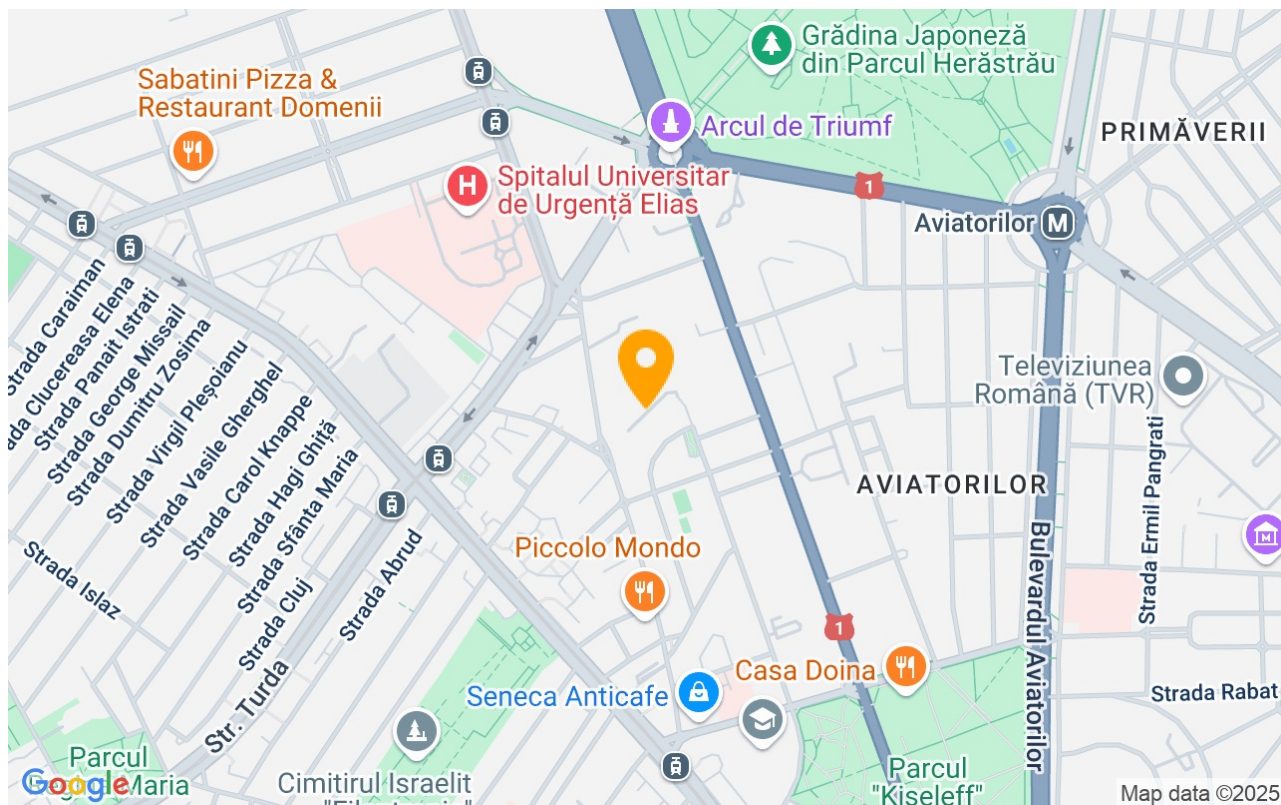 Grădina Japoneză
din Parcul Herăstrău
Sabatini Pizza &
Restaurant Domenii
Arcul de Triumf
PRIMĂVERII
H
Spitalul Universitar
de Urgență Elias
1
Aviatorilor
M
Strada Caraiman
Strada Panait Istrati
Strada George Missail
Strada Dumitru Zosima
Strada Virgil Pleșoianu
Strada Vasile Gherghel
Strada Carol Knappe
Strada Hagi Ghiță
Strada Sfânta Maria
Strada Cluj
Strada Islaz
Strada Abrud
Str. Turda
Televiziunea
Română (TVR)
Strada Ermil Pangrati
AVIATORILOR
Bulevardul Aviatorilor
M
Piccolo Mondo
1
Casa Doina
Seneca Anticafe
Strada Rabat
Parcul
Maria
Google
Cimitirul Israelit
Parcul
"Kiseleff"
Map data ©2025